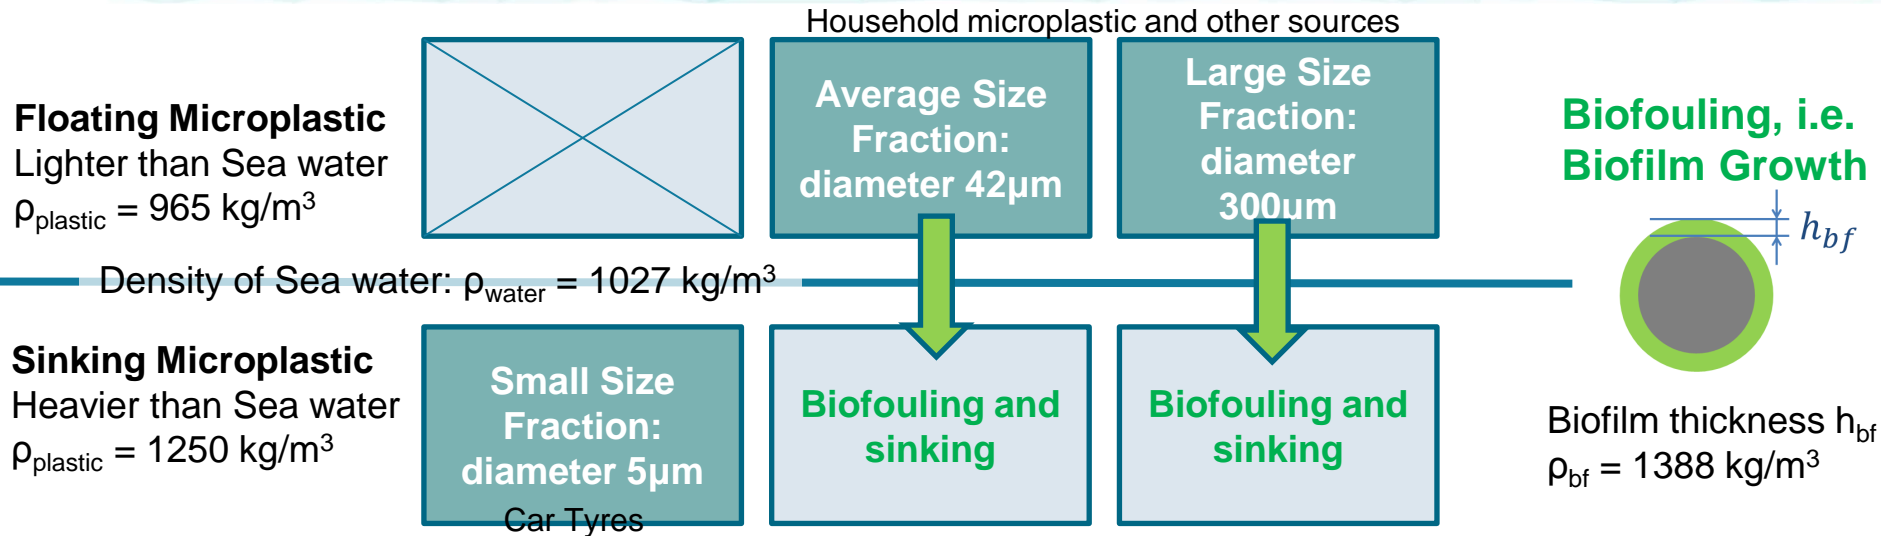 Household microplastic and other sources
Floating Microplastic
Lighter than Sea water
ρplastic = 965 kg/m³
Average Size
Fraction:
diameter 42µm
Large Size
Fraction:
diameter
300um
Biofouling, i.e.
Biofilm Growth
h_bf
Density of Sea water: ρwater = 1027 kg/m³
Sinking Microplastic
Heavier than Sea water
ρplastic = 1250 kg/m³
Small Size
Fraction:
diameter 5µm
Car Tyres
Biofouling and
sinking
Biofouling and
sinking
Biofilm thickness hbf
ρbf = 1388 kg/m³